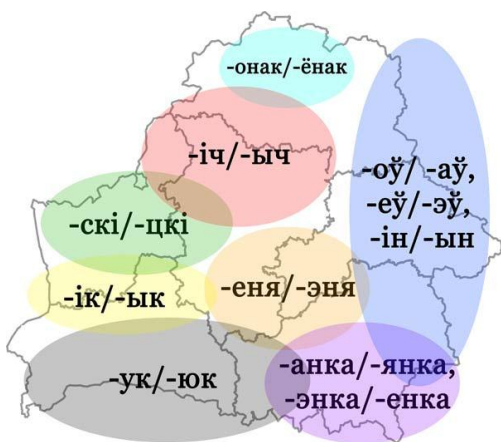 -онак/-ёнак
-іч/-ыч
-оў/ -аў,
-еў/-эў,
-ін/-ын
-скі/-цкі
-ік/-ык
-еня/-эня
-ук/-юк
-анка/-янка,
-энка/-енка